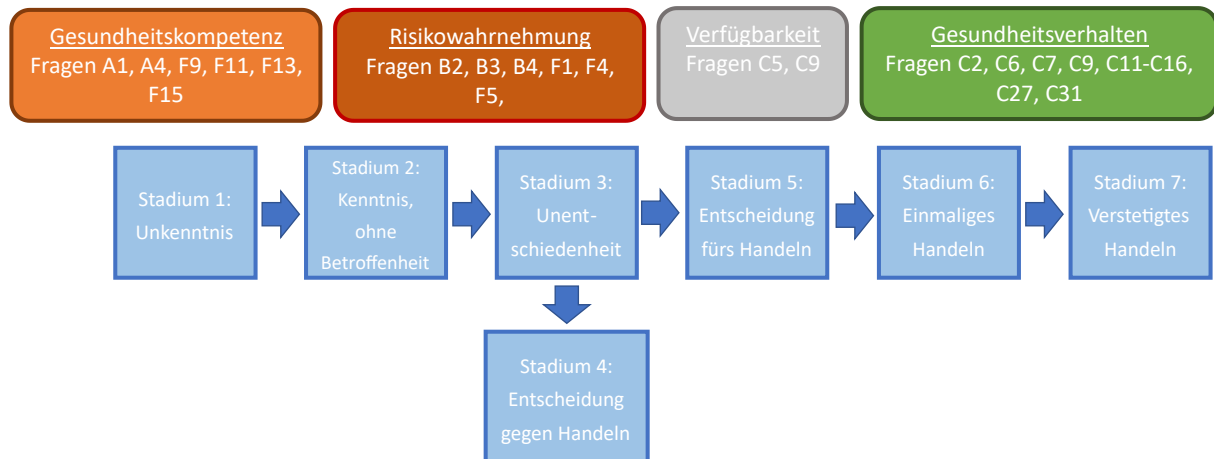 Gesundheitskompetenz
Fragen A1, A4, F9, F11, F13,
F15
Risikowahrnehmung
Fragen B2, B3, B4, F1, F4,
F5,
Verfügbarkeit
Fragen C5, C9
Gesundheitsverhalten
Fragen C2, C6, C7, C9, C11-C16,
C27, C31
Stadium 1:
Unkenntnis
Stadium 2:
Kenntnis,
ohne
Betroffenheit
Stadium 3:
Unent-
schiedenheit
Stadium 5:
Entscheidung
fürs Handeln
Stadium 6:
Einmaliges
Handeln
Stadium 7:
Verstetigtes
Handeln
Stadium 4:
Entscheidung
gegen Handeln